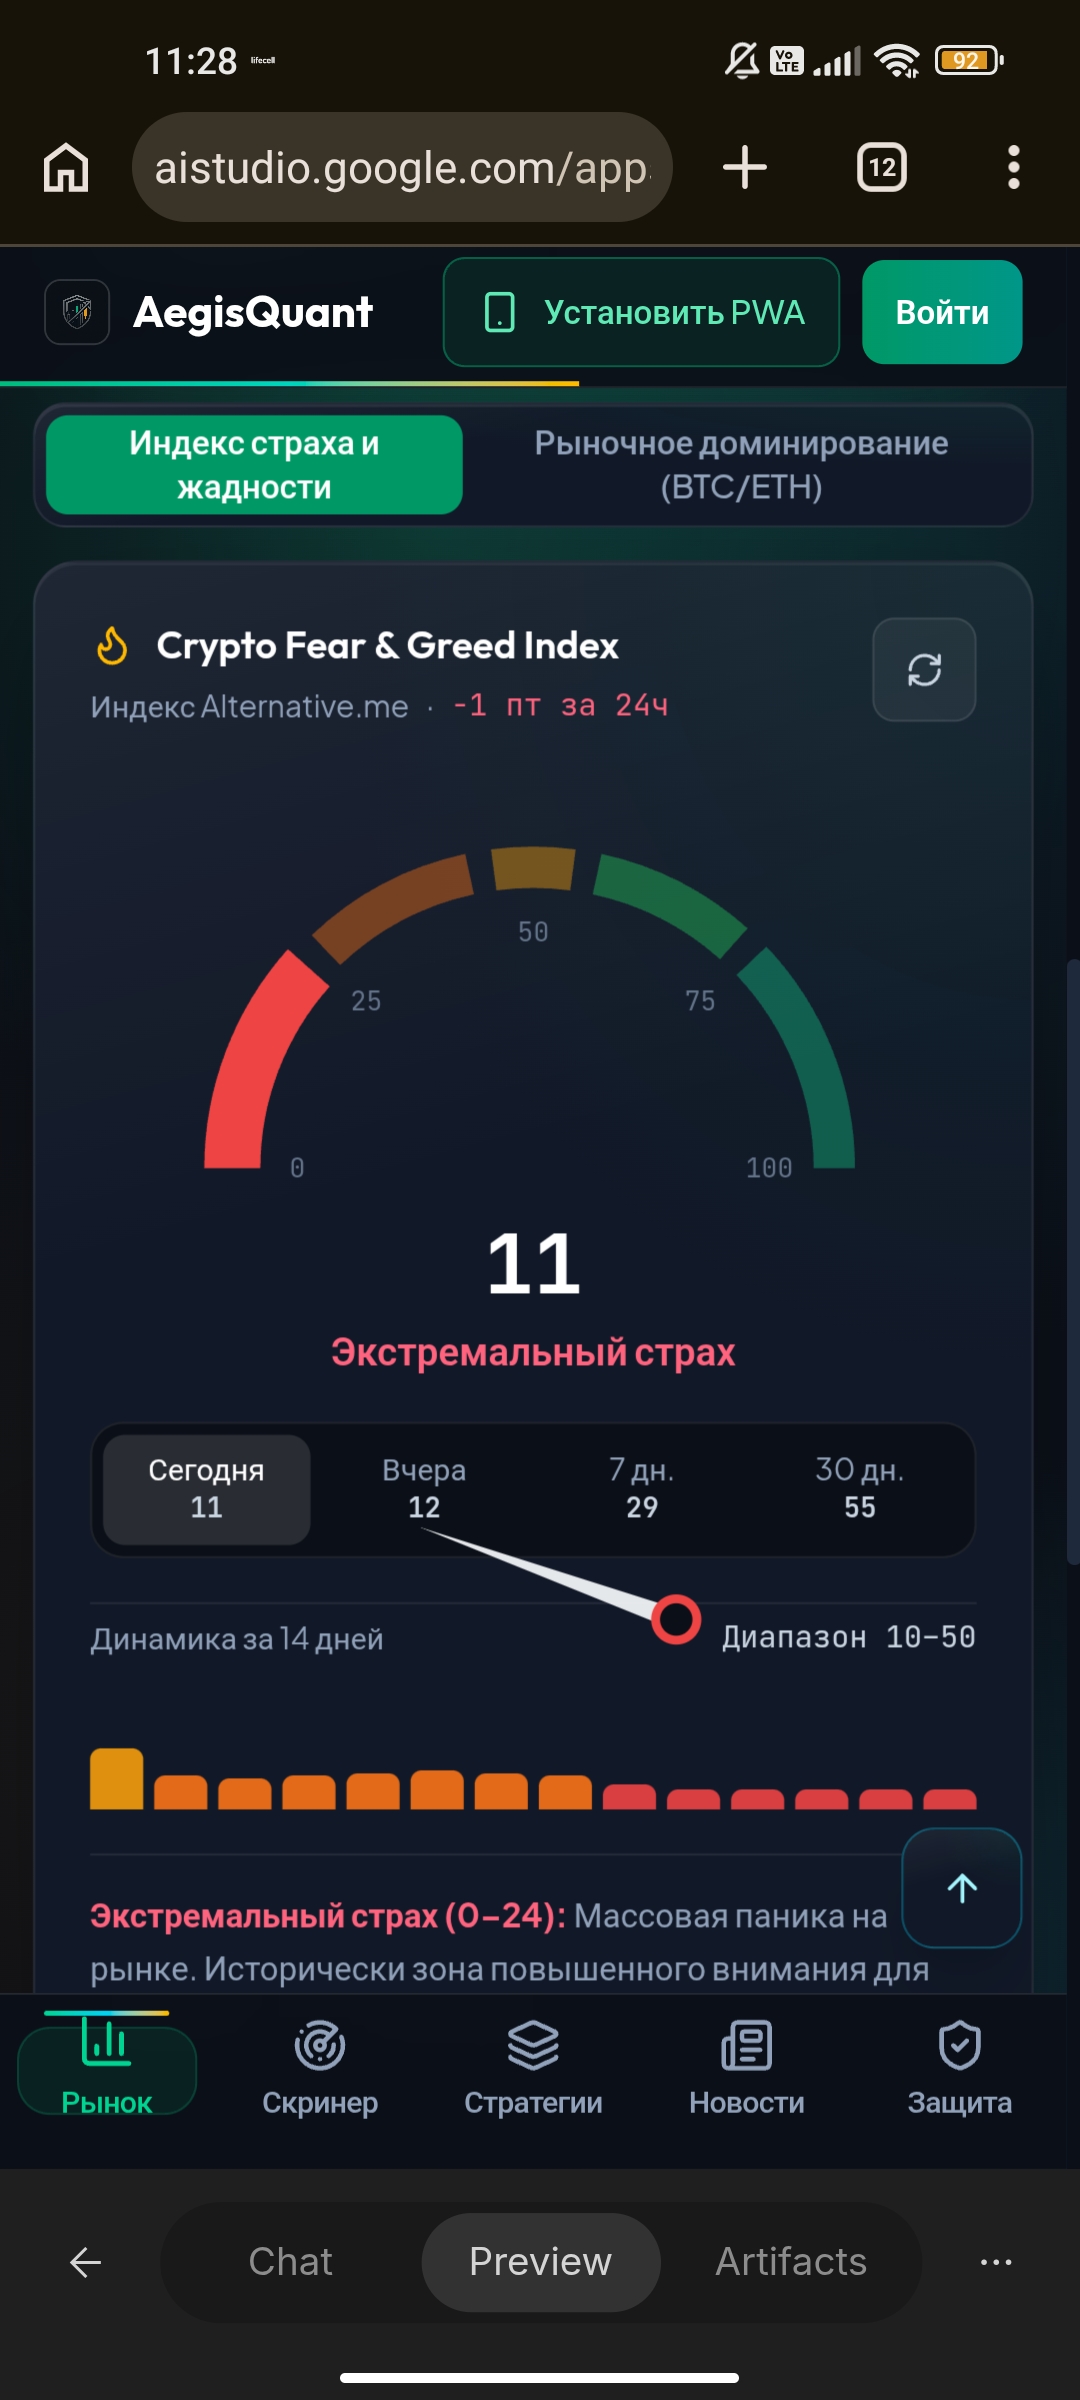 11:28 lifecell
Vo LTE
92
aistudio.google.com/app
12
AegisQuant
Установить PWA
Войти
Индекс страха и
жадности
Рыночное доминирование
(BTC/ETH)
Crypto Fear & Greed Index
Индекс Alternative.me · -1 пт за 24ч
50
25
75
0
100
11
Экстремальный страх
Сегодня
11
Вчера
12
7 дн.
29
30 дн.
55
Динамика за 14 дней
Диапазон 10–50
Экстремальный страх (0–24): Массовая паника на
рынке. Исторически зона повышенного внимания для
Рынок
Скринер
Стратегии
Новости
Защита
Chat
Preview
Artifacts